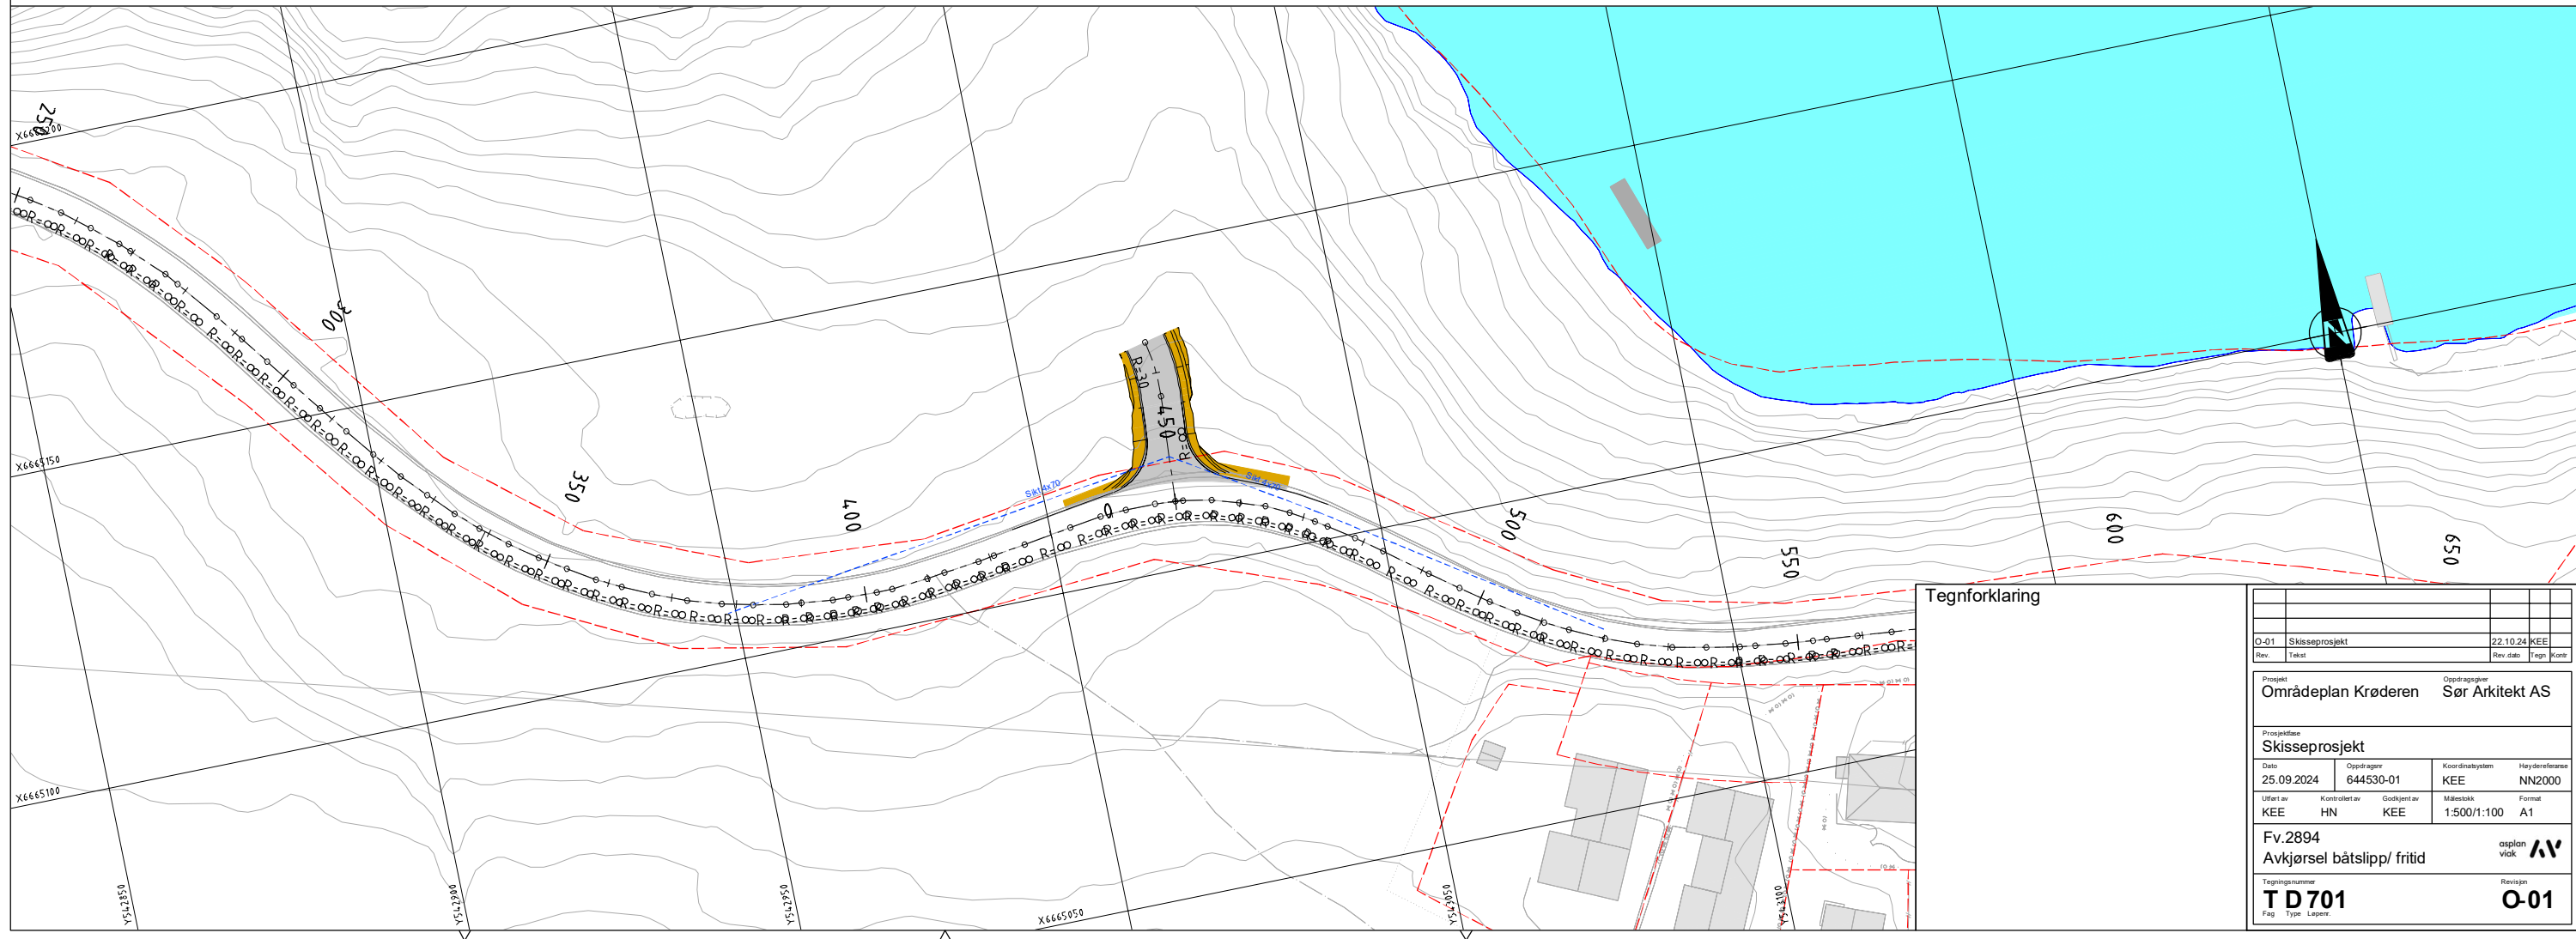 250
X6665200
300
X6665150
350
400
R=30
450
R=∞
Sikt 4x70
Sikt 4x70
0
500
550
600
650
X6665100
X6665050
Y542850
Y542900
Y542950
Y543050
Y543100
Tegnforklaring
O-01 Skisseprosjekt 22.10.24 KEE
Rev. Tekst Rev.dato Tegn Kontr
Prosjekt Oppdragsgiver
Områdeplan Krøderen Sør Arkitekt AS
Prosjektfase
Skisseprosjekt
Dato Oppdragsnr Koordinatsystem Høydereferanse
25.09.2024 644530-01 KEE NN2000
Utført av Kontrollert av Godkjent av Målestokk Format
KEE HN KEE 1:500/1:100 A1
Fv.2894
Avkjørsel båtslipp/ fritid
asplan
viak
Tegningsnummer Revisjon
T D 701 O-01
Fag Type Løpenr.